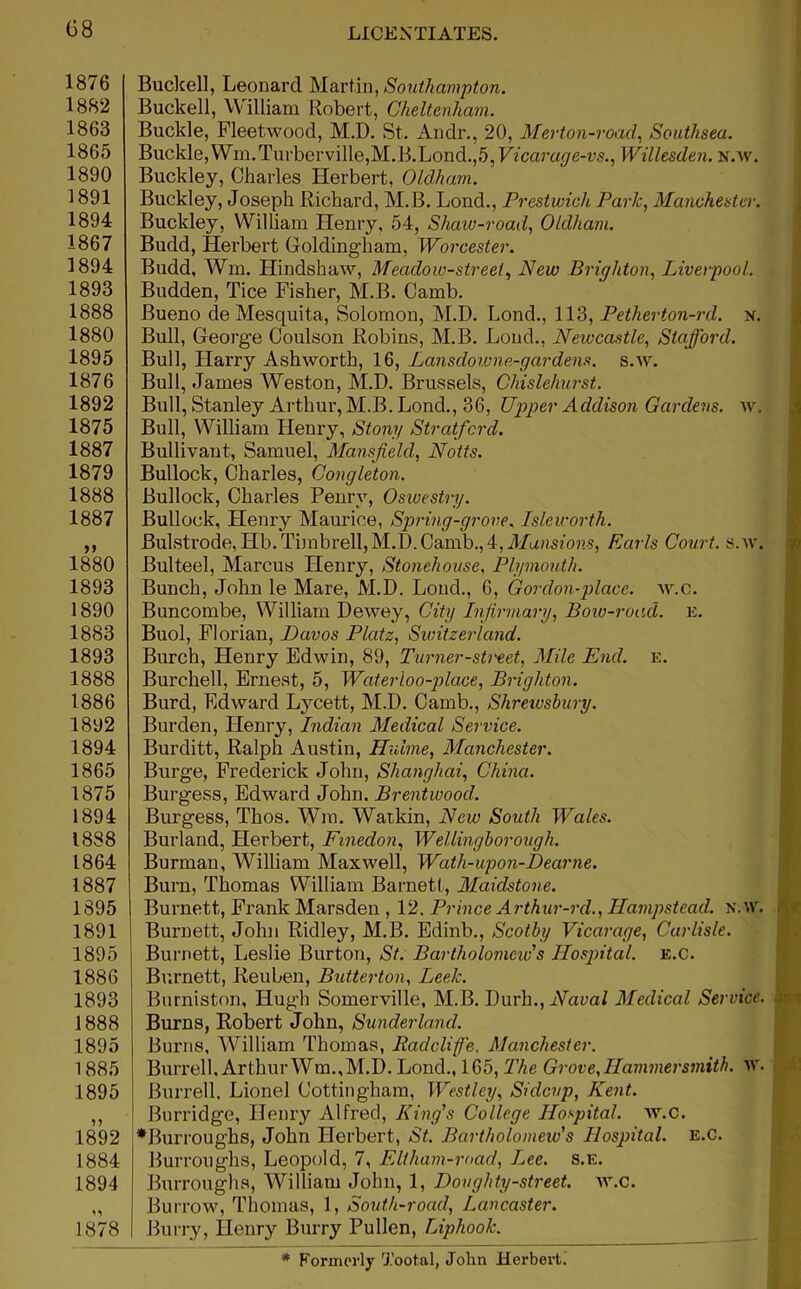 68 LICENTIATES.
1876 Buckell, Leonard Martin, Southampton.
1882 Buckell, William Robert, Cheltenham.
1863 Buckle, Fleetwood, M.D. St. Andr., 20, Merton-road, Southsea.
1865 Buckle, Wm. Turberville, M.B. Lond., 5, Vicarage-vs., Willesden. N.W.
1890 Buckley, Charles Herbert, Oldham.
1891 Buckley, Joseph Richard, M.B. Lond., Prestwich Park, Manchester.
1894 Buckley, William Henry, 54, Shaw-road, Oldham.
1867 Budd, Herbert Goldingham, Worcester.
1894 Budd, Wm. Hindshaw, Meadow-street, New Brighton, Liverpool.
1893 Budden, Tice Fisher, M.B. Camb.
1888 Bueno de Mesquita, Solomon, M.D. Lond., 113, Petherton-rd. N.
1880 Bull, George Coulson Robins, M.B. Lond., Newcastle, Stafford.
1895 Bull, Harry Ashworth, 16, Lansdowne-gardens. S.W.
1876 Bull, James Weston, M.D. Brussels, Chislehurst.
1892 Bull, Stanley Arthur, M.B. Lond., 36, Upper Addison Gardens. W.
1875 Bull, William Henry, Stony Stratford.
1887 Bullivant, Samuel, Mansfield, Notts.
1879 Bullock, Charles, Congleton.
1888 Bullock, Charles Penry, Oswestry.
1887 Bullock, Henry Maurice, Spring-grove, Isleworth.
„ Bulstrode, Hb. Timbrell, M.D. Camb., 4, Mansions, Earls Court. S.W.
1880 Bulteel, Marcus Henry, Stonehouse, Plymouth.
1893 Bunch, John le Mare, M.D. Lond., 6, Gordon-place. W.C.
1890 Buncombe, William Dewey, City Infirmary, Bow-road. E.
1883 Buol, Florian, Davos Platz, Switzerland.
1893 Burch, Henry Edwin, 89, Turner-street, Mile End. E.
1888 Burchell, Ernest, 5, Waterloo-place, Brighton.
1886 Burd, Edward Lycett, M.D. Camb., Shrewsbury.
1892 Burden, Henry, Indian Medical Service.
1894 Burditt, Ralph Austin, Hulme, Manchester.
1865 Burge, Frederick John, Shanghai, China.
1875 Burgess, Edward John. Brentwood.
1894 Burgess, Thos. Wm. Watkin, New South Wales.
1888 Burland, Herbert, Finedon, Wellingborough.
1864 Burman, William Maxwell, Wath-upon-Dearne.
1887 Burn, Thomas William Barnett, Maidstone.
1895 Burnett, Frank Marsden, 12, Prince Arthur-rd., Hampstead. N.W.
1891 Burnett, John Ridley, M.B. Edinb., Scotby Vicarage, Carlisle.
1895 Burnett, Leslie Burton, St. Bartholomew's Hospital. E.C.
1886 Burnett, Reuben, Butterton, Leek.
1893 Burniston, Hugh Somerville, M.B. Durh., Naval Medical Service.
1888 Burns, Robert John, Sunderland.
1895 Burns, William Thomas, Radcliffe, Manchester.
1885 Burrell, Arthur Wm., M.D. Lond., 165, The Grove, Hammersmith. W.
1895 Burrell, Lionel Cottingham, Westley, Sidcup, Kent.
„ Burridge, Henry Alfred, King's College Hospital. W.C.
1892 *Burroughs, John Herbert, St. Bartholomew's Hospital. E.C.
1884 Burroughs, Leopold, 7, Eltham-road, Lee. S.E.
1894 Burroughs, William John, 1, Doughty-street. W.C.
„ Burrow, Thomas, 1, South-road, Lancaster.
1878 Burry, Henry Burry Pullen, Liphook.
* Formerly Tootal, John Herbert.